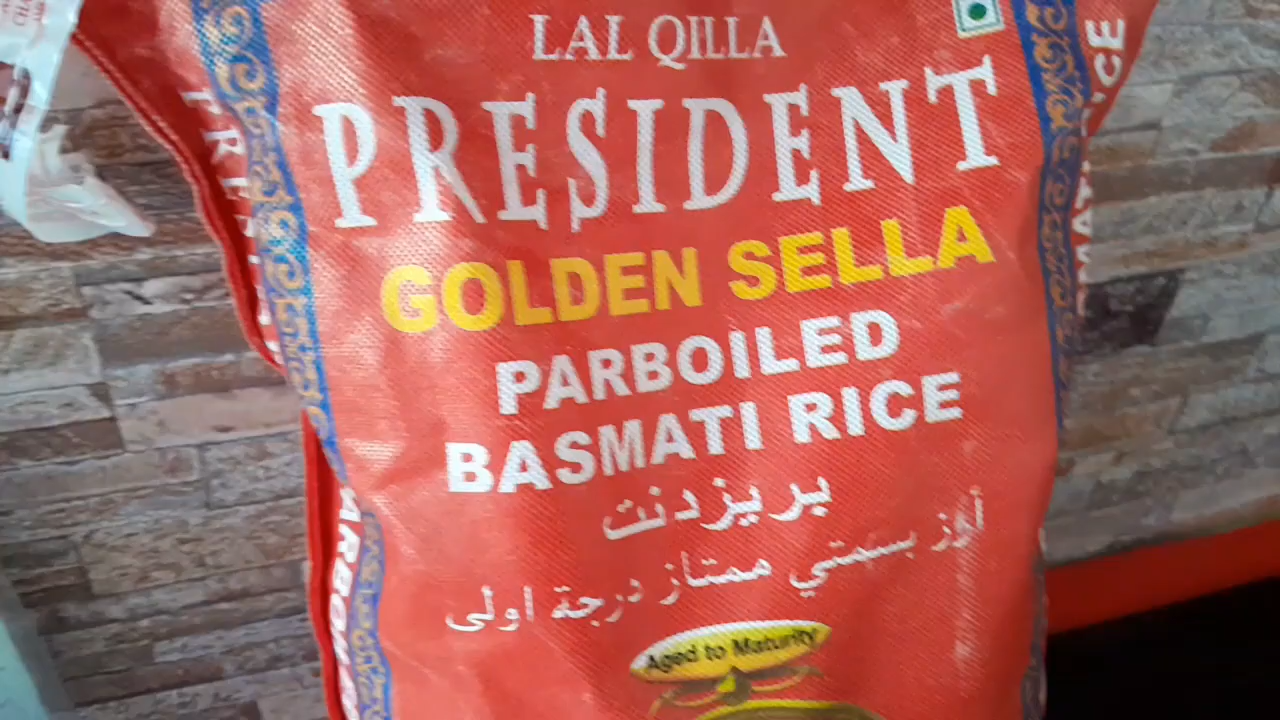 LAL QILLA
PRESIDENT
GOLDEN SELLA
PARBOILED
BASMATI RICE
بريزدنت
أرز بسمتي ممتاز درجة اولى
Aged to Maturity